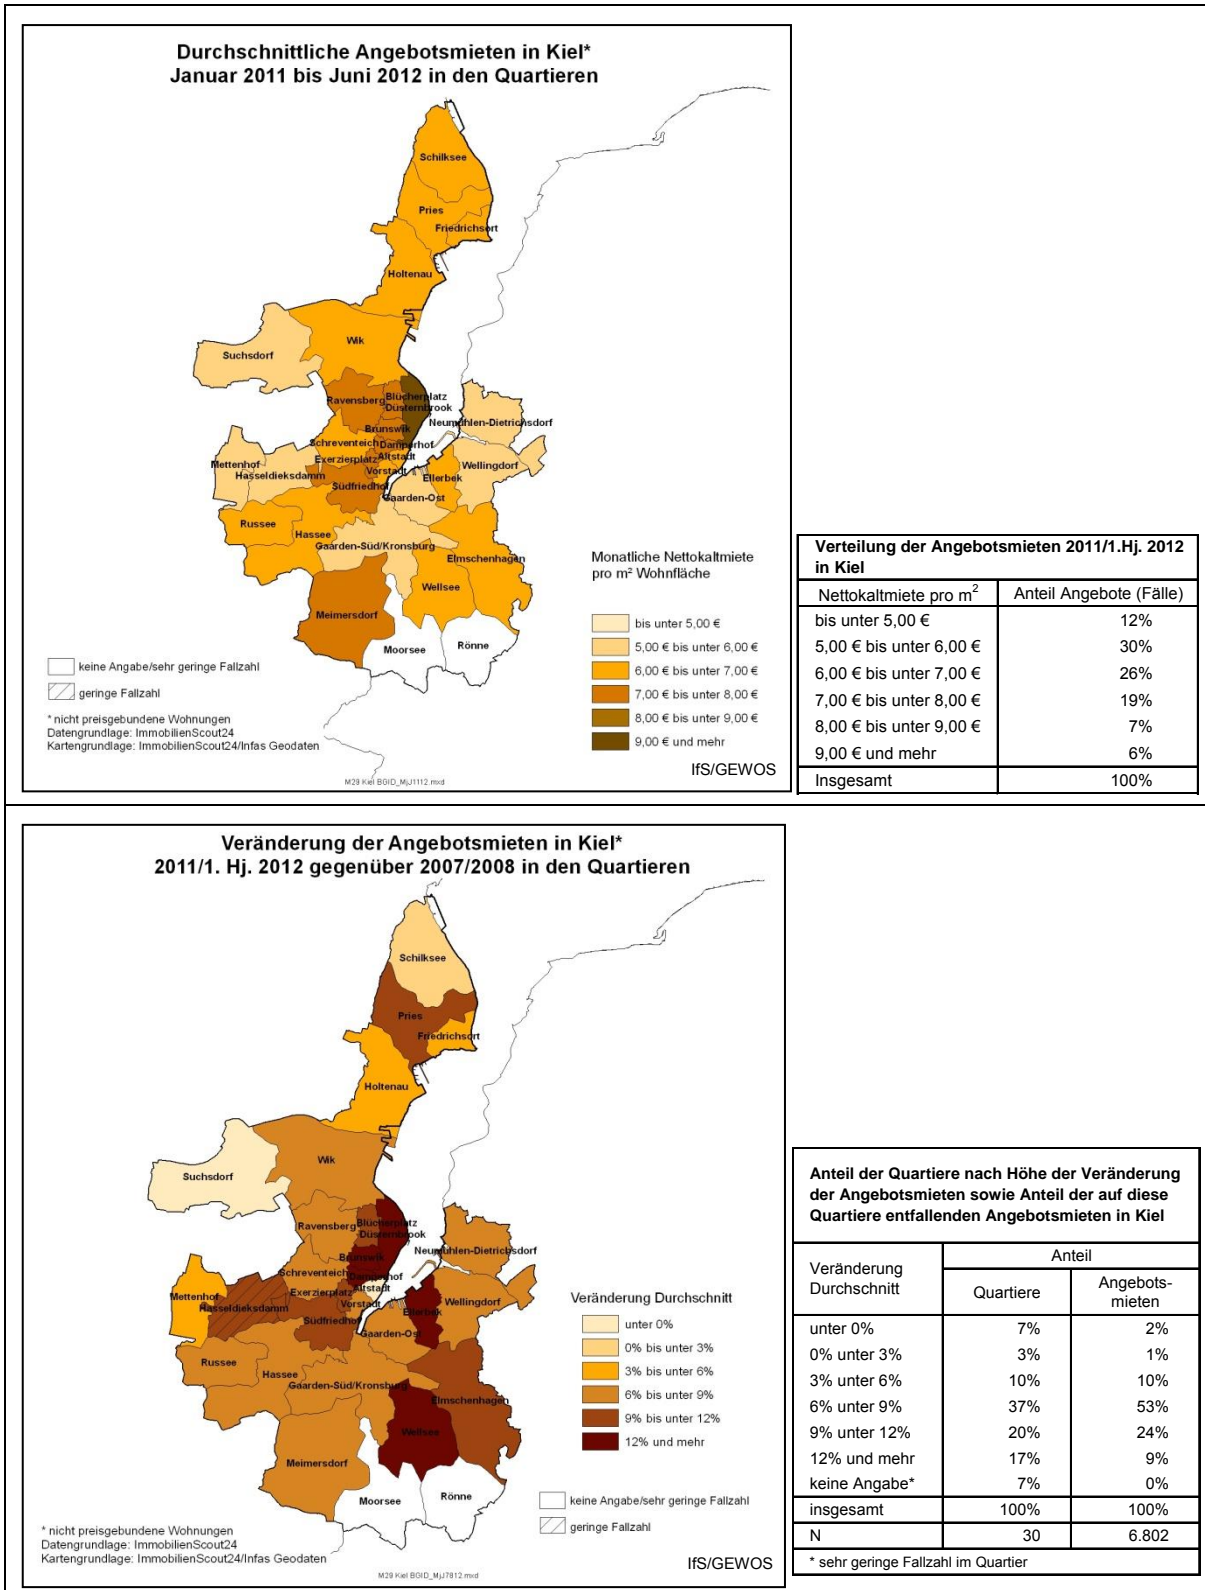 Durchschnittliche Angebotsmieten in Kiel*
Januar 2011 bis Juni 2012 in den Quartieren
Schilksee
Pries
Friedrichsort
Holtenau
Wik
Suchsdorf
Ravensberg
Blücherplatz
Düsternbrook
Neumühlen-Dietrichsdorf
Brunswik
Schreventeich
Damperhof
Altstadt
Exerzierplatz
Mettenhof
Vorstadt
Wellingdorf
Hasseldieksdamm
Ellerbek
Südfriedhof
Gaarden-Ost
Russee
Hassee
Gaarden-Süd/Kronsburg
Elmschenhagen
Wellsee
Meimersdorf
Moorsee
Rönne
Monatliche Nettokaltmiete
pro m² Wohnfläche
bis unter 5,00 €
5,00 € bis unter 6,00 €
6,00 € bis unter 7,00 €
7,00 € bis unter 8,00 €
8,00 € bis unter 9,00 €
9,00 € und mehr
keine Angabe/sehr geringe Fallzahl
geringe Fallzahl
* nicht preisgebundene Wohnungen
Datengrundlage: ImmobilienScout24
Kartengrundlage: ImmobilienScout24/Infas Geodaten
IfS/GEWOS
M28 Kiel BGID_MjJ1112.mxd
Verteilung der Angebotsmieten 2011/1.Hj. 2012
in Kiel
Nettokaltmiete pro m² Anteil Angebote (Fälle)
bis unter 5,00 € 12%
5,00 € bis unter 6,00 € 30%
6,00 € bis unter 7,00 € 26%
7,00 € bis unter 8,00 € 19%
8,00 € bis unter 9,00 € 7%
9,00 € und mehr 6%
Insgesamt 100%
Veränderung der Angebotsmieten in Kiel*
2011/1. Hj. 2012 gegenüber 2007/2008 in den Quartieren
Schilksee
Pries
Friedrichsort
Holtenau
Wik
Suchsdorf
Ravensberg
Blücherplatz
Düsternbrook
Neumühlen-Dietrichsdorf
Brunswik
Schreventeich
Damperhof
Altstadt
Exerzierplatz
Mettenhof
Vorstadt
Wellingdorf
Hasseldieksdamm
Ellerbek
Südfriedhof
Gaarden-Ost
Russee
Hassee
Gaarden-Süd/Kronsburg
Elmschenhagen
Wellsee
Meimersdorf
Moorsee
Rönne
Veränderung Durchschnitt
unter 0%
0% bis unter 3%
3% bis unter 6%
6% bis unter 9%
9% bis unter 12%
12% und mehr
keine Angabe/sehr geringe Fallzahl
geringe Fallzahl
* nicht preisgebundene Wohnungen
Datengrundlage: ImmobilienScout24
Kartengrundlage: ImmobilienScout24/Infas Geodaten
IfS/GEWOS
M29 Kiel BGID_MjJ7812.mxd
Anteil der Quartiere nach Höhe der Veränderung
der Angebotsmieten sowie Anteil der auf diese
Quartiere entfallenden Angebotsmieten in Kiel
Veränderung
Durchschnitt
Anteil
Quartiere
Angebots-
mieten
unter 0% 7% 2%
0% unter 3% 3% 1%
3% unter 6% 10% 10%
6% unter 9% 37% 53%
9% unter 12% 20% 24%
12% und mehr 17% 9%
keine Angabe* 7% 0%
insgesamt 100% 100%
N 30 6.802
* sehr geringe Fallzahl im Quartier